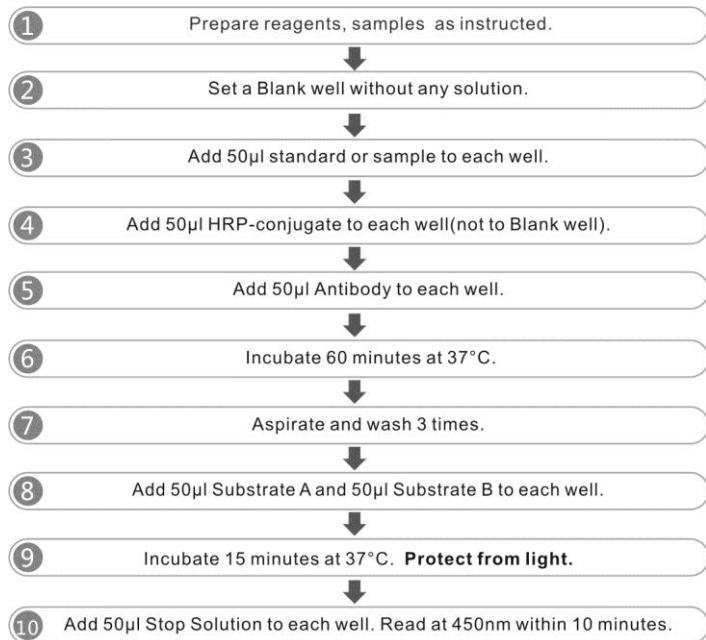 1 Prepare reagents, samples as instructed.
2 Set a Blank well without any solution.
3 Add 50μl standard or sample to each well.
4 Add 50μl HRP-conjugate to each well(not to Blank well).
5 Add 50μl Antibody to each well.
6 Incubate 60 minutes at 37°C.
7 Aspirate and wash 3 times.
8 Add 50μl Substrate A and 50μl Substrate B to each well.
9 Incubate 15 minutes at 37°C. Protect from light.
10 Add 50μl Stop Solution to each well. Read at 450nm within 10 minutes.